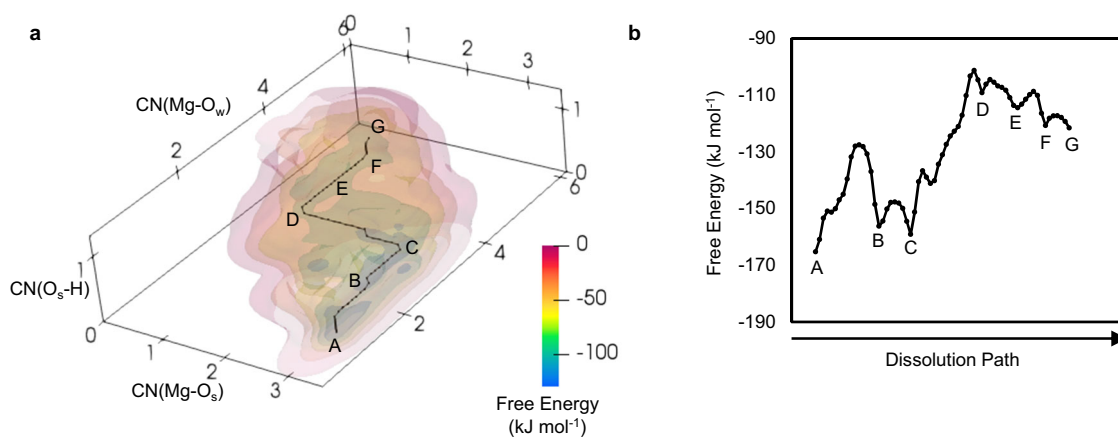 a
b
6
0
1
2
3
1
0
6
CN(Mg-Ow)
4
2
4
2
G
F
E
D
C
B
A
1
CN(Os-H)
0
1
2
3
CN(Mg-Os)
0
-50
-100
Free Energy
(kJ mol-1)
Free Energy (kJ mol-1)
-90
-110
-130
-150
-170
-190
A
B
C
D
E
F
G
Dissolution Path